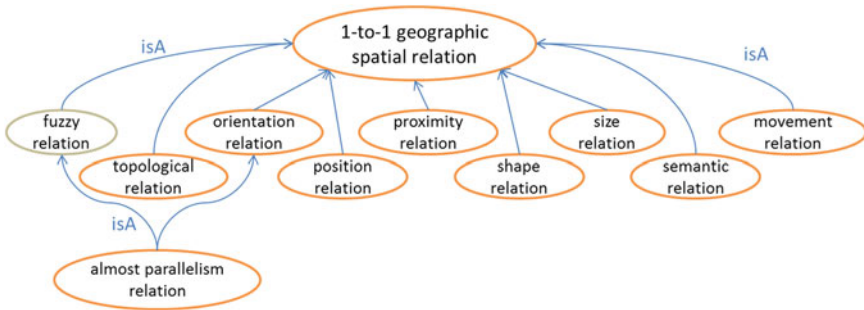 1-to-1 geographic
spatial relation
isA
isA
fuzzy
relation
orientation
relation
proximity
relation
size
relation
movement
relation
topological
relation
position
relation
shape
relation
semantic
relation
isA
almost parallelism
relation